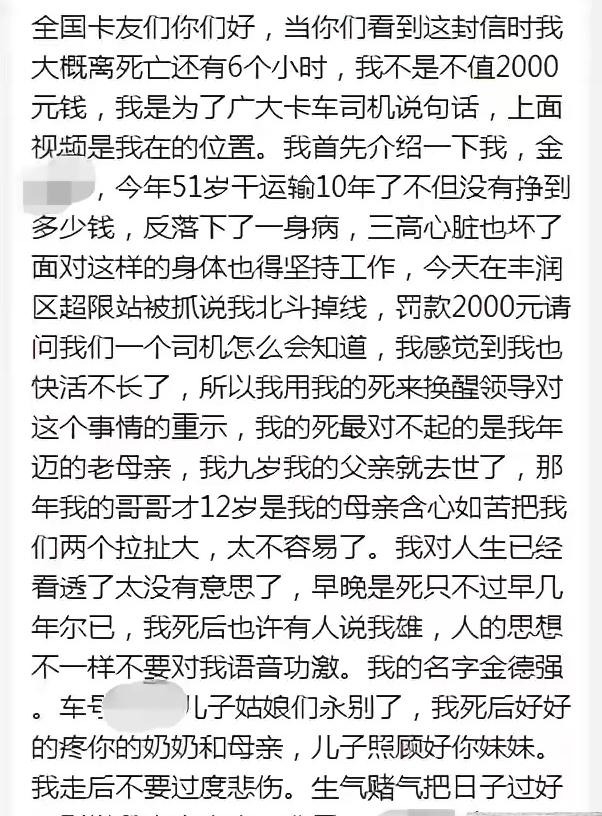 全国卡友们你们好，当你们看到这封信时我
大概离死亡还有6个小时，我不是不值2000
元钱，我是为了广大卡车司机说句话，上面
视频是我在的位置。我首先介绍一下我，金
，今年51岁干运输10年了不但没有挣到
多少钱，反落下了一身病，三高心脏也坏了
面对这样的身体也得坚持工作，今天在丰润
区超限站被抓说我北斗掉线，罚款2000元请
问我们一个司机怎么会知道，我感觉到我也
快活不长了，所以我用我的死来换醒领导对
这个事情的重示，我的死最对不起的是我年
迈的老母亲，我九岁我的父亲就去世了，那
年我的哥哥才12岁是我的母亲含心如苦把我
们两个拉扯大，太不容易了。我对人生已经
看透了太没有意思了，早晚是死只不过早几
年尔已，我死后也许有人说我雄，人的思想
不一样不要对我语音功激。我的名字金德强
。车号 儿子姑娘们永别了，我死后好好
的疼你的奶奶和母亲，儿子照顾好你妹妹。
我走后不要过度悲伤。生气赌气把日子过好